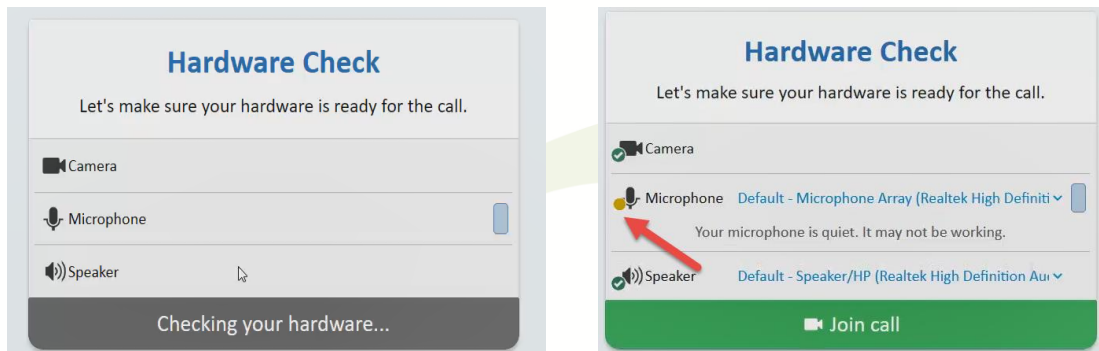 Hardware Check
Let's make sure your hardware is ready for the call.
Camera
Microphone
Speaker
Checking your hardware...
Hardware Check
Let's make sure your hardware is ready for the call.
Camera
Microphone Default - Microphone Array (Realtek High Definiti
Your microphone is quiet. It may not be working.
Speaker Default - Speaker/HP (Realtek High Definition Au
Join call